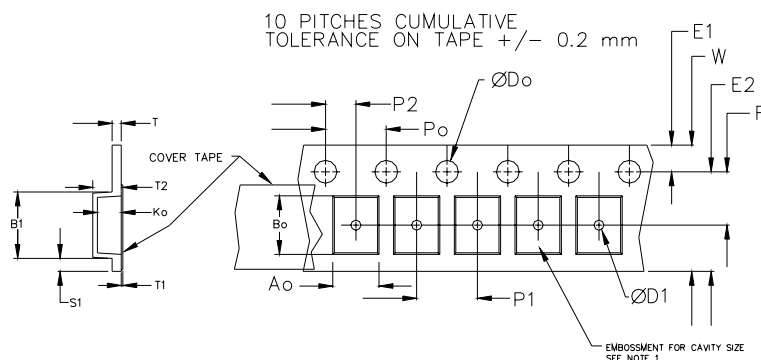 10 PITCHES CUMULATIVE
TOLERANCE ON TAPE +/- 0.2 mm
E1
W
E2
F
ØDo
P2
Po
T
COVER TAPE
T2
Ko
B1
Bo
S1
T1
Ao
P1
ØD1
EMBOSSMENT FOR CAVITY SIZE
SEE NOTE 1